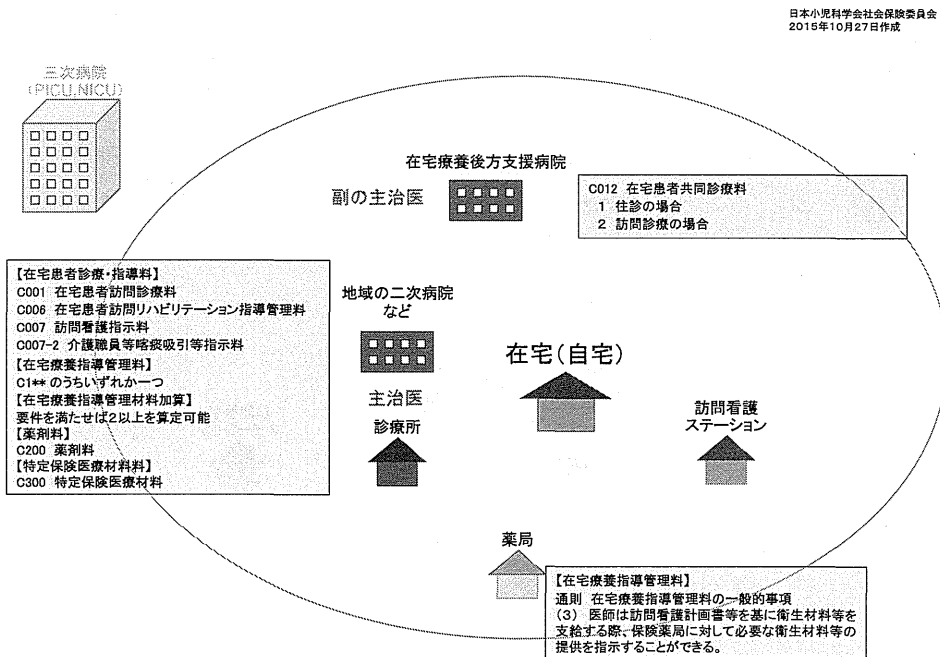 日本小児科学会社会保険委員会
2015年10月27日作成
三次病院
(PICU,NICU)
在宅療養後方支援病院
副の主治医
C012 在宅患者共同診療料
1 往診の場合
2 訪問診療の場合
【在宅患者診療・指導料】
C001 在宅患者訪問診療料
C006 在宅患者訪問リハビリテーション指導管理料
C007 訪問看護指示料
C007-2 介護職員等喀痰吸引等指示料
【在宅療養指導管理料】
C1** のうちいずれか一つ
【在宅療養指導管理材料加算】
要件を満たせば2以上を算定可能
【薬剤料】
C200 薬剤料
【特定保険医療材料料】
C300 特定保険医療材料
地域の二次病院
など
主治医
診療所
在宅(自宅)
訪問看護
ステーション
薬局
【在宅療養指導管理料】
通則 在宅療養指導管理料の一般的事項
(3) 医師は訪問看護計画書等を基に衛生材料等を
支給する際、保険薬局に対して必要な衛生材料等の
提供を指示することができる。